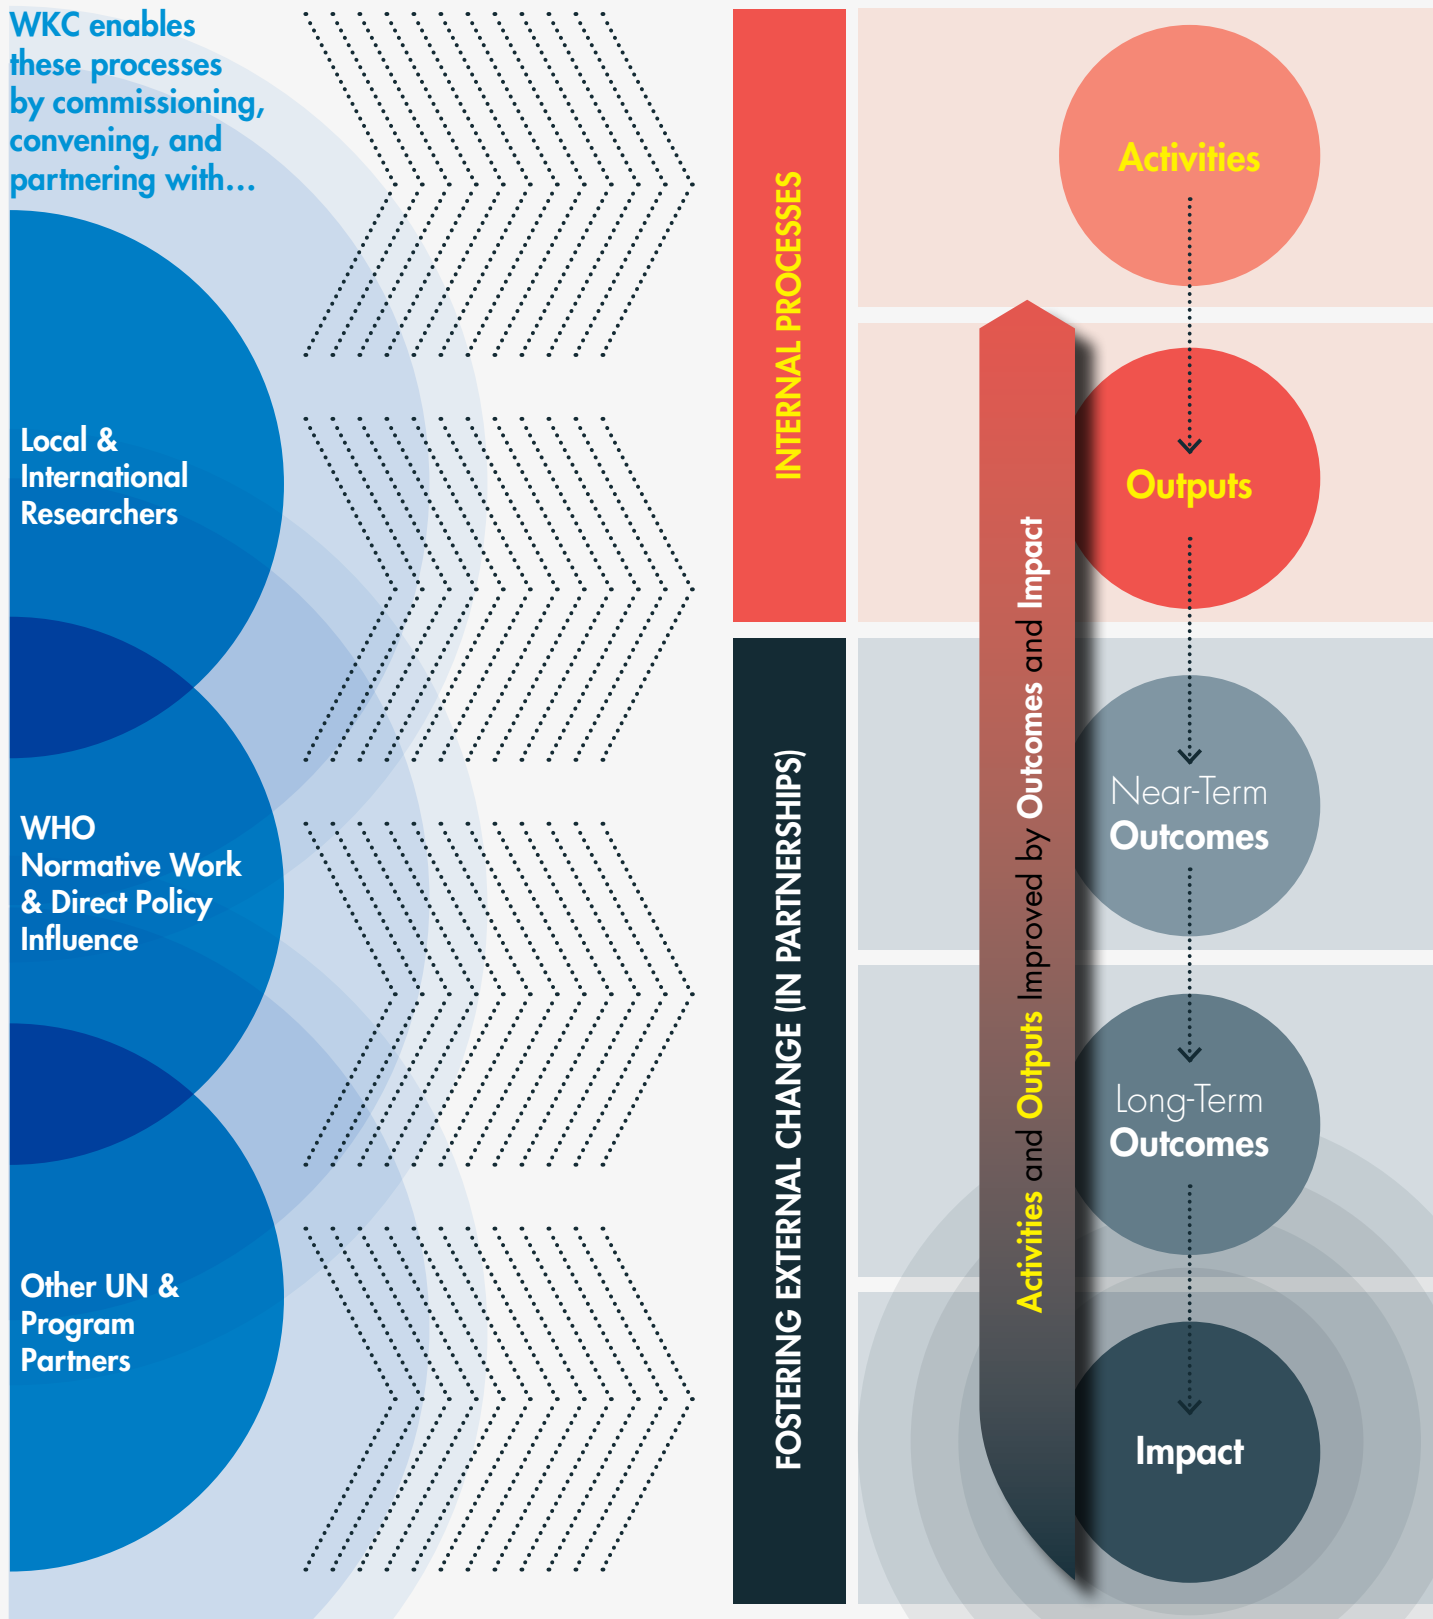 WKC enables
these processes
by commissioning,
convening, and
partnering with...
Local &
International
Researchers
WHO
Normative Work
& Direct Policy
Influence
Other UN &
Program
Partners
INTERNAL PROCESSES
FOSTERING EXTERNAL CHANGE (IN PARTNERSHIPS)
Activities and Outputs Improved by Outcomes and Impact
Activities
Outputs
Near-Term
Outcomes
Long-Term
Outcomes
Impact